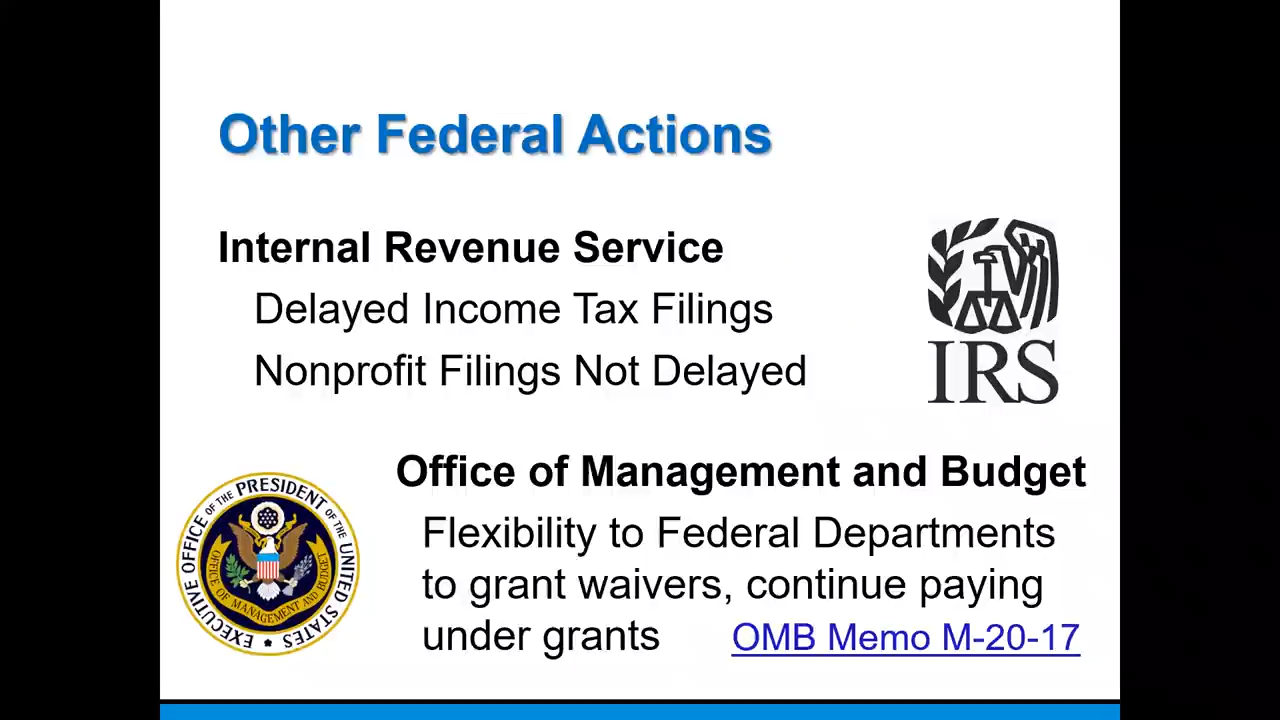 Other Federal Actions
Internal Revenue Service
Delayed Income Tax Filings
Nonprofit Filings Not Delayed
IRS
Office of Management and Budget
Flexibility to Federal Departments
to grant waivers, continue paying
under grants OMB Memo M-20-17
EXECUTIVE OFFICE OF THE PRESIDENT OF THE UNITED STATES
OFFICE OF MANAGEMENT AND BUDGET